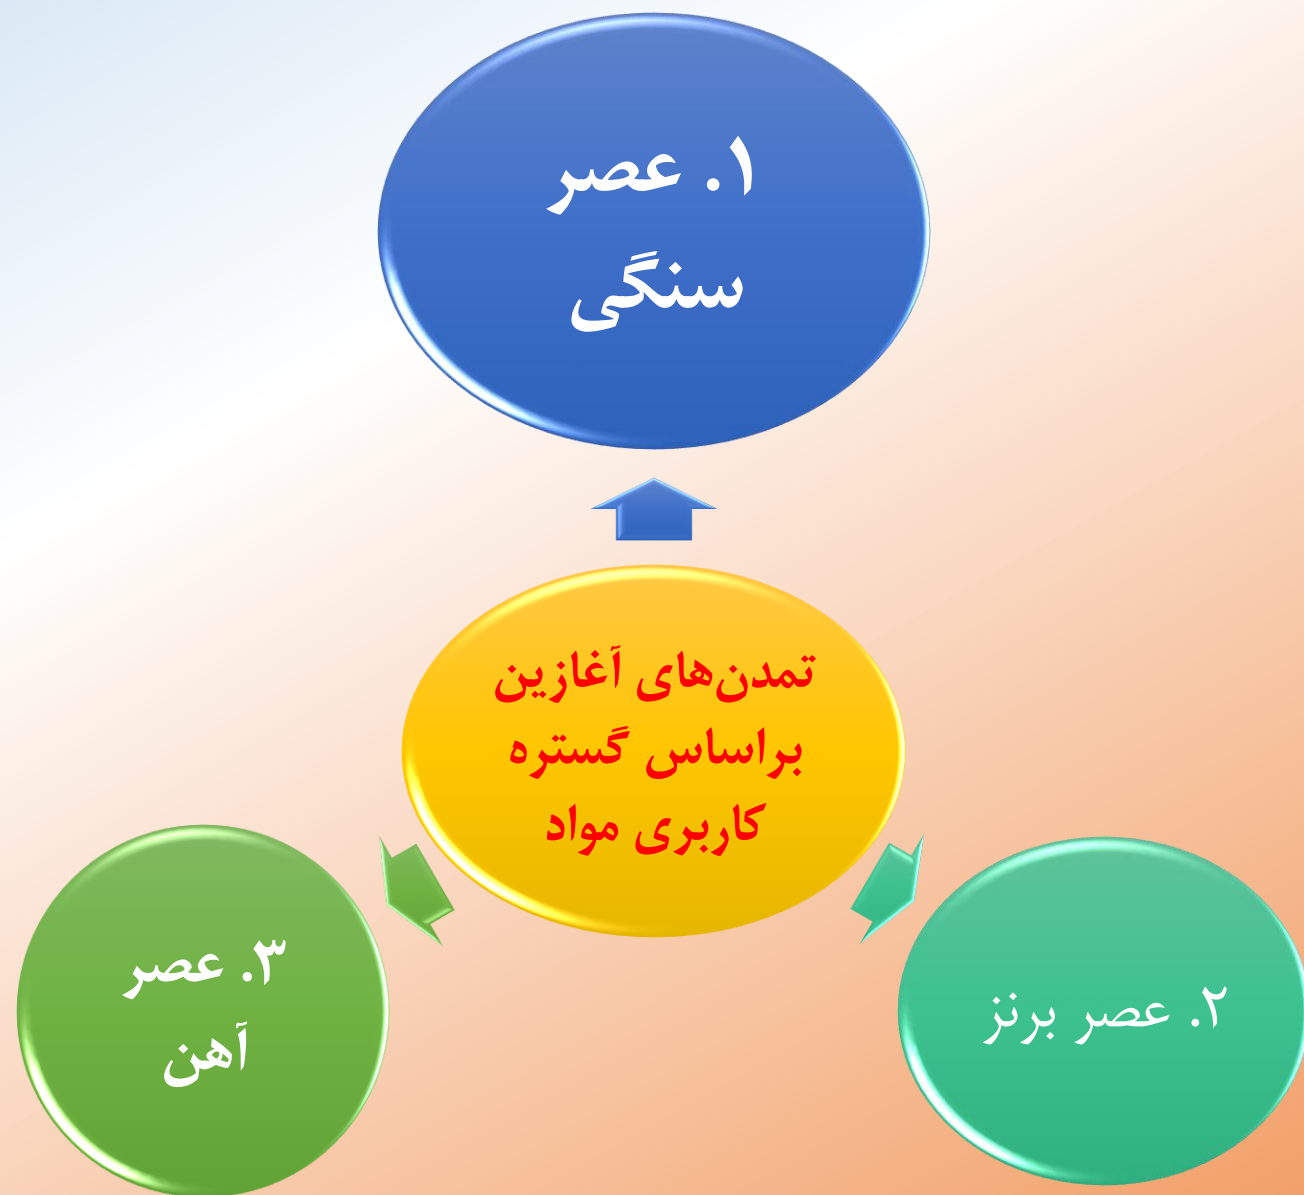 ۱. عصر
سنگی
تمدن‌های آغازین
براساس گستره
کاربری مواد
۲. عصر برنز
۳. عصر
آهن